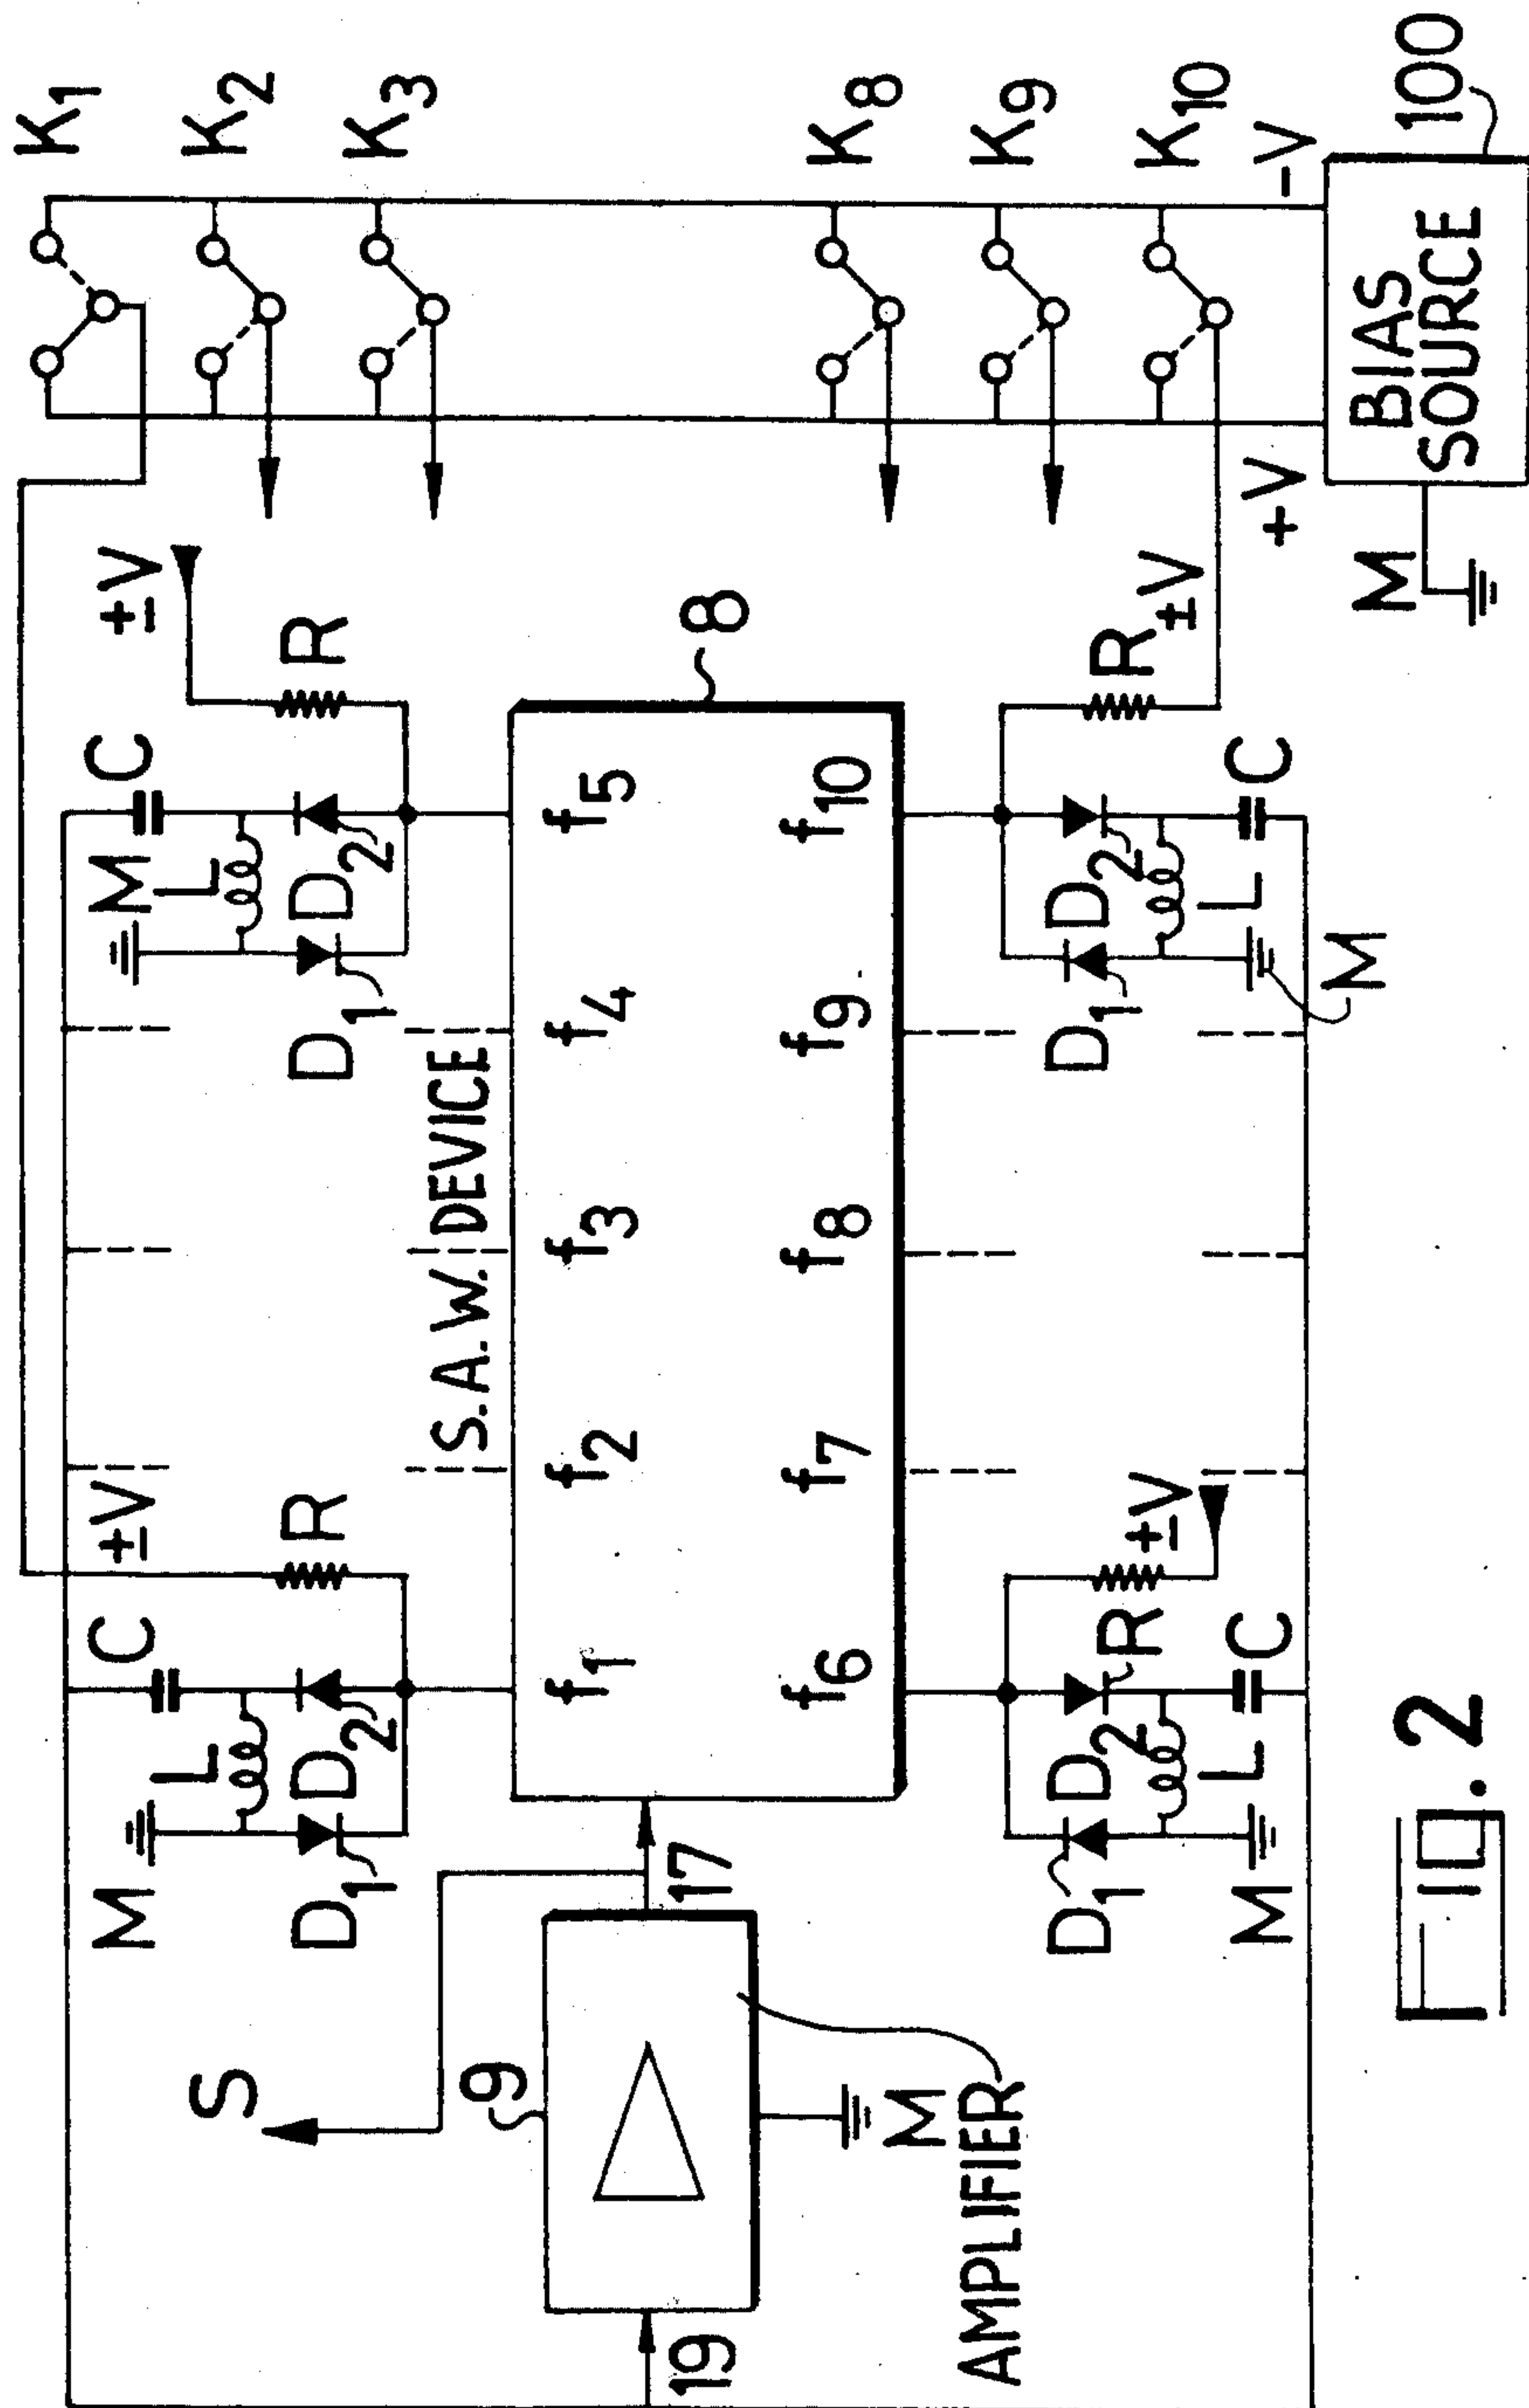 K1
K2
K3
K8
K9
K10
-V
+V
100
BIAS
SOURCE
M
±V
R
C
M
L
D2
D1
8
±V
R
C
M
L
D2
D1
S.A.W. DEVICE
f1 f2 f3 f4 f5
f6 f7 f8 f9 f10
R
±V
D2
D1
L
C
M
±V
R
D2
D1
L
C
M
S
9
17
19
M
AMPLIFIER
FIG. 2